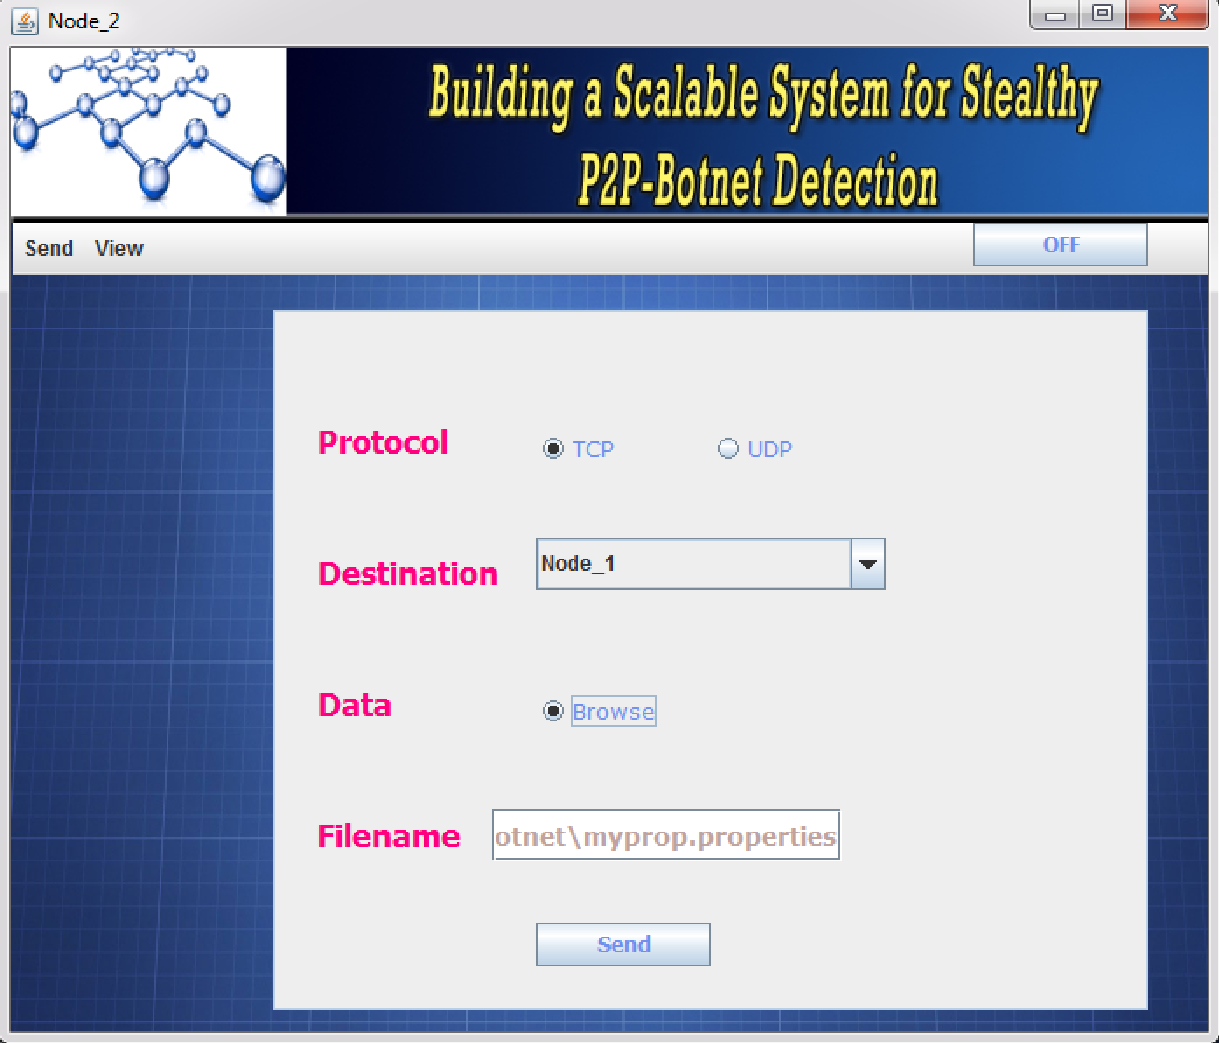 Node_2
Building a Scalable System for Stealthy
P2P-Botnet Detection
Send View OFF
Protocol TCP UDP
Destination Node_1
Data Browse
Filename otnet\myprop.properties
Send